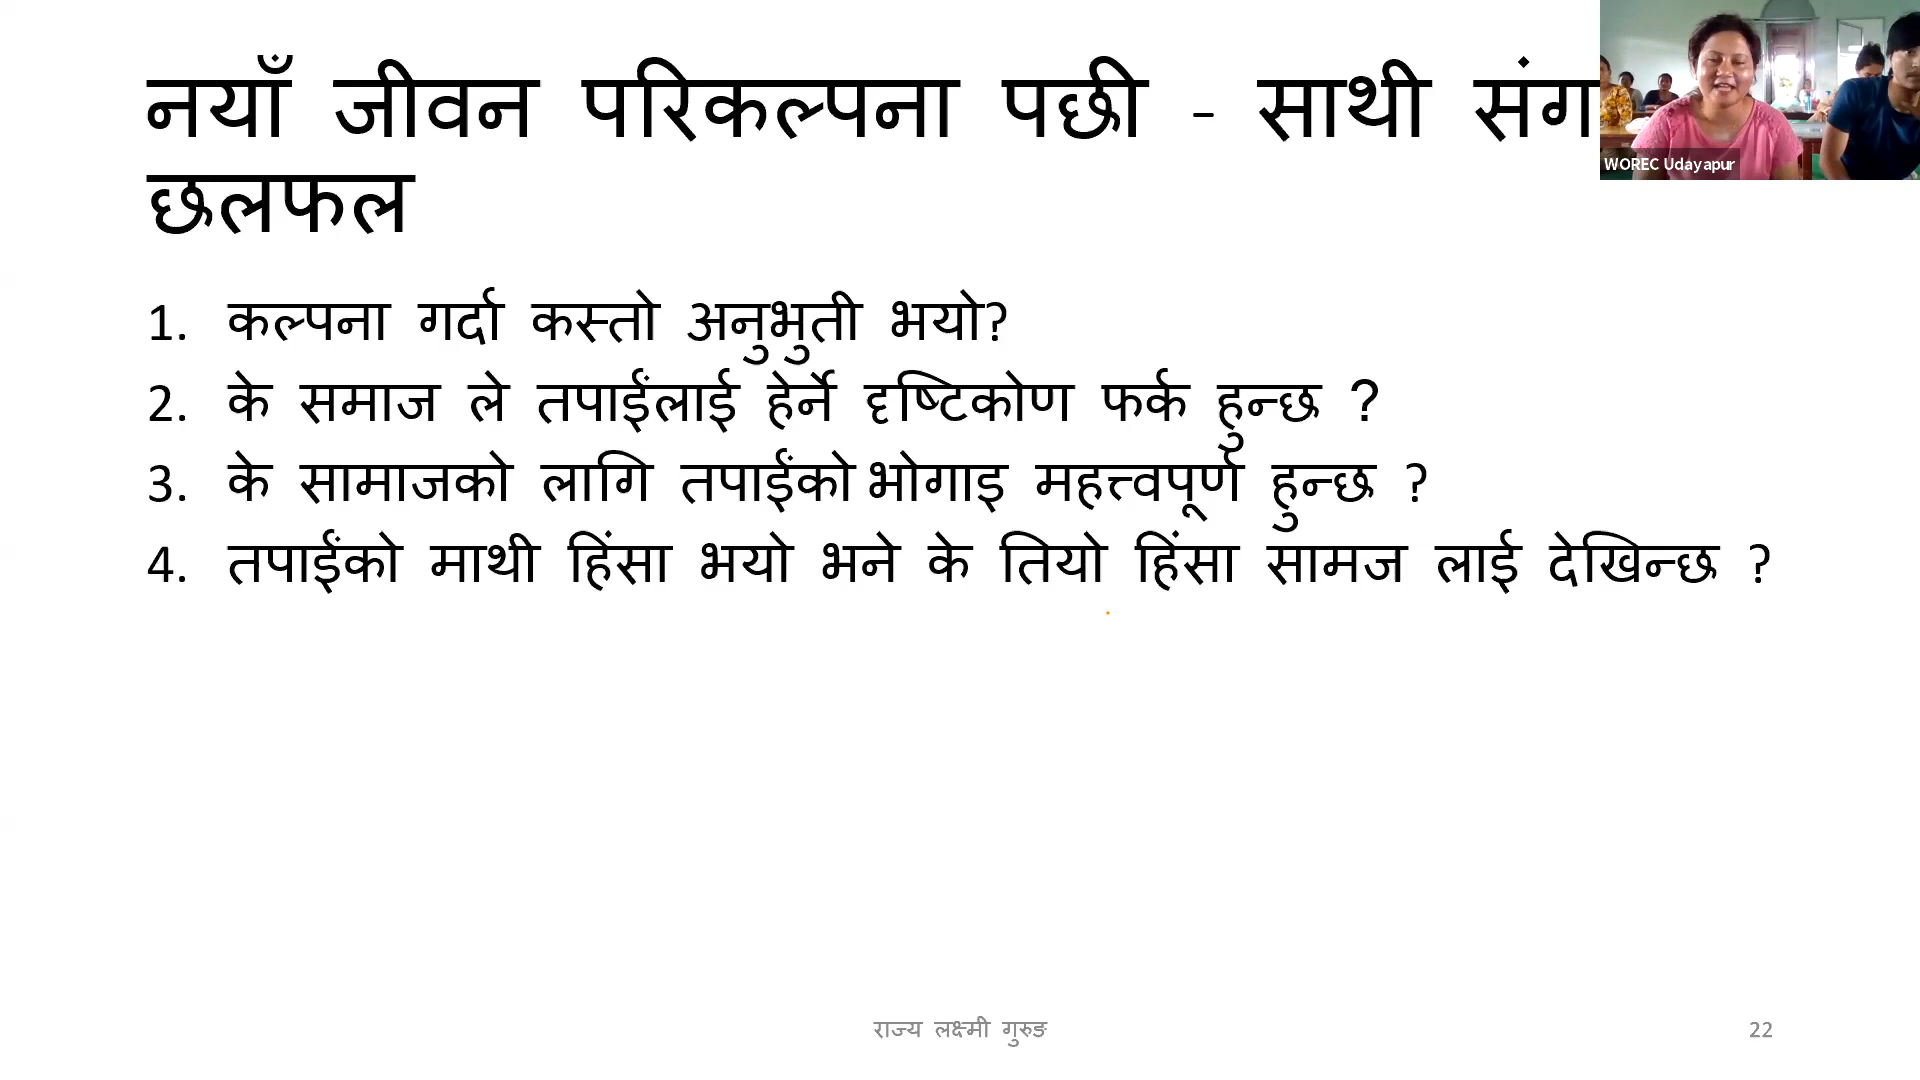 नयाँ जीवन परिकल्पना पछी - साथी संग
छलफल
WOREC Udayapur
1. कल्पना गर्दा कस्तो अनुभुती भयो?
2. के समाज ले तपाईंलाई हेर्ने दृष्टिकोण फर्क हुन्छ ?
3. के सामाजको लागि तपाईंको भोगाइ महत्त्वपूर्ण हुन्छ ?
4. तपाईंको माथी हिंसा भयो भने के तियो हिंसा सामज लाई देखिन्छ ?
राज्य लक्ष्मी गुरुङ
22